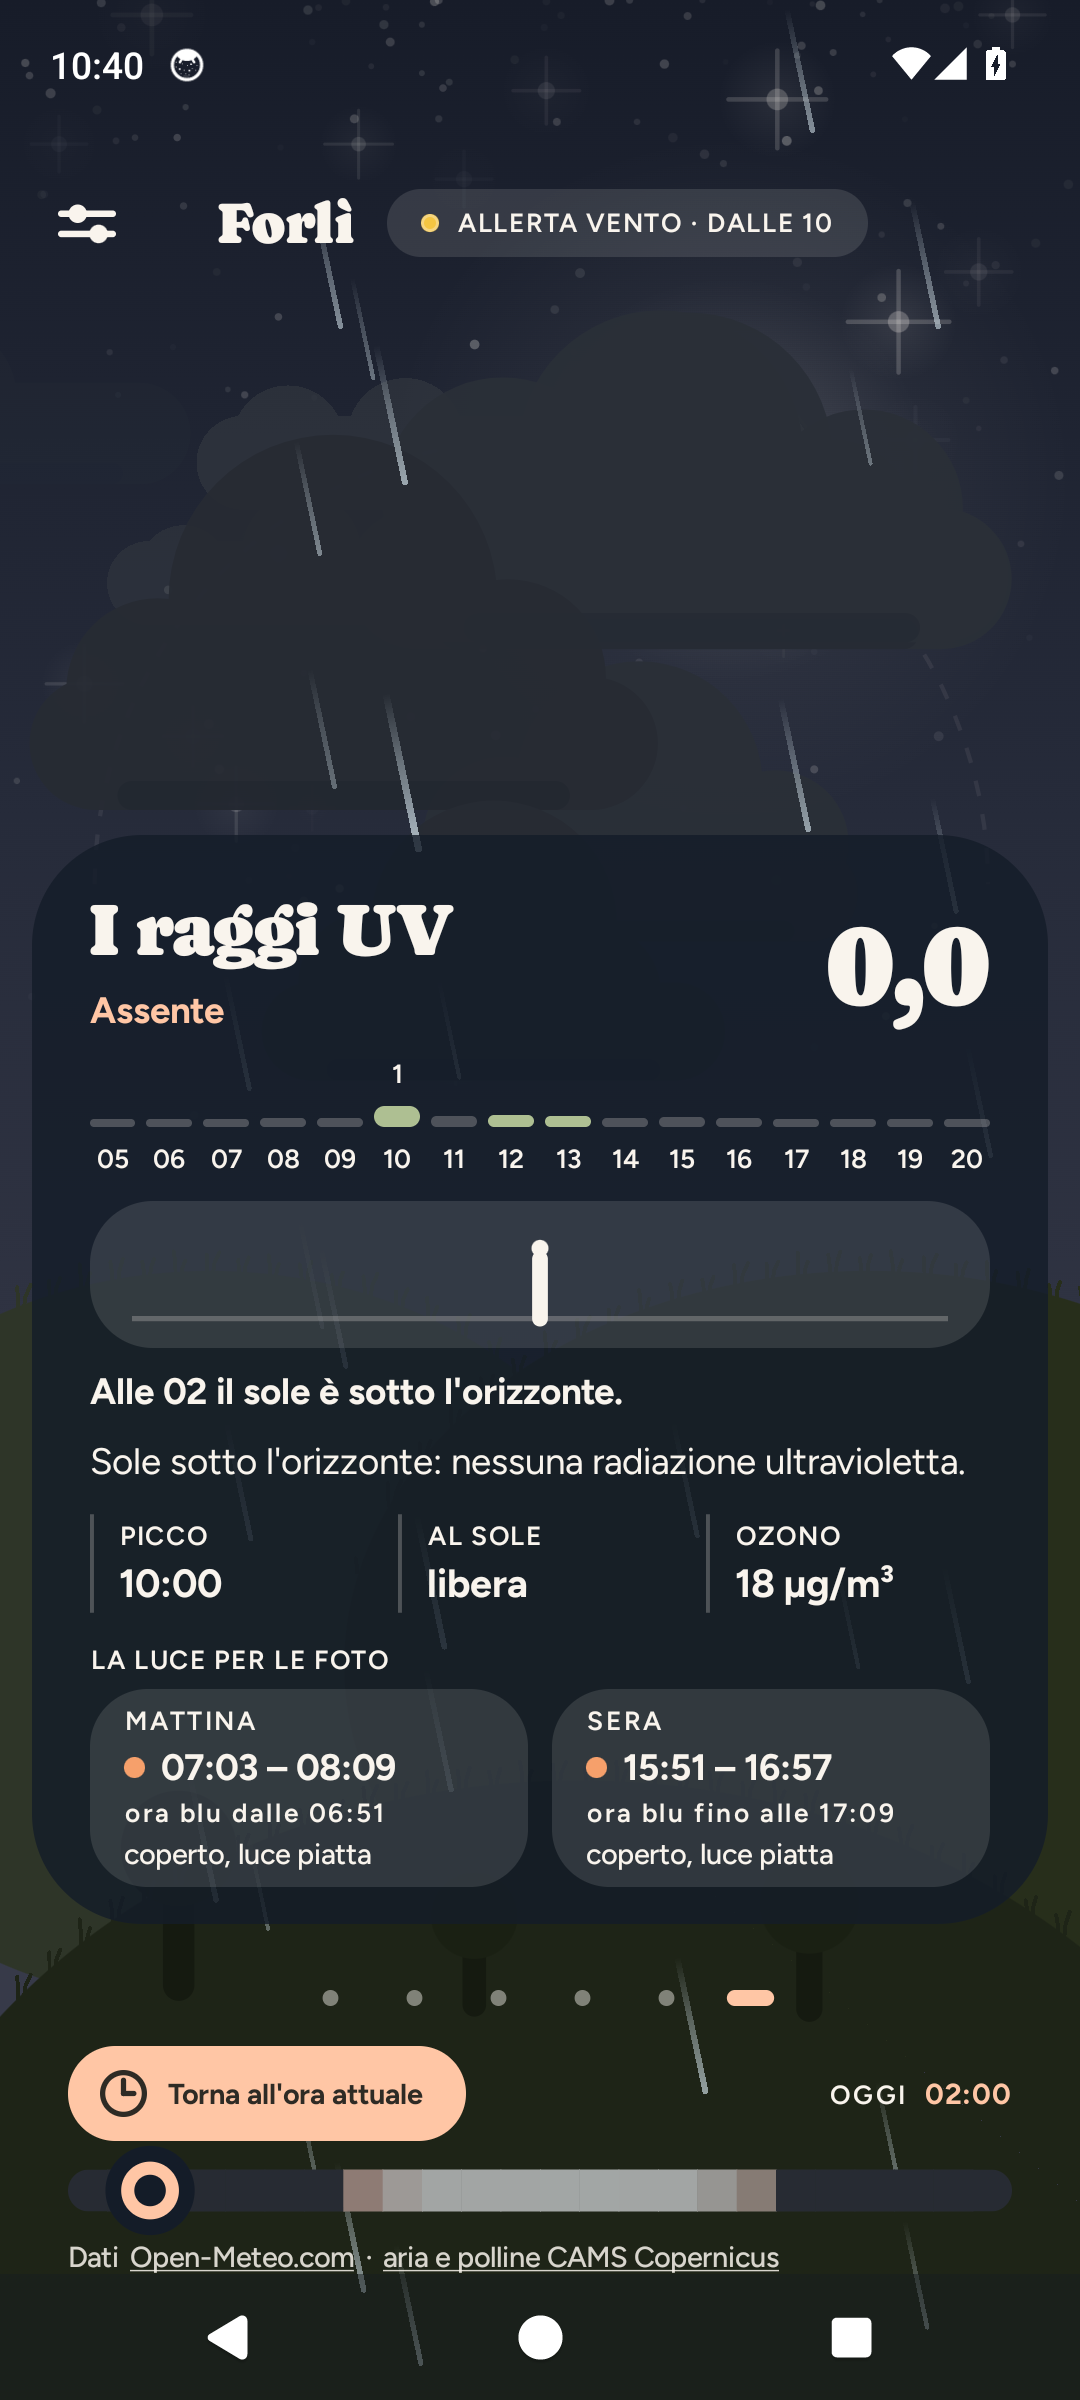 10:40
Forlì
ALLERTA VENTO · DALLE 10
I raggi UV
0,0
Assente
1
05 06 07 08 09 10 11 12 13 14 15 16 17 18 19 20
Alle 02 il sole è sotto l'orizzonte.
Sole sotto l'orizzonte: nessuna radiazione ultravioletta.
PICCO AL SOLE OZONO
10:00 libera 18 µg/m³
LA LUCE PER LE FOTO
MATTINA
07:03 – 08:09
ora blu dalle 06:51
coperto, luce piatta
SERA
15:51 – 16:57
ora blu fino alle 17:09
coperto, luce piatta
Torna all'ora attuale
OGGI 02:00
Dati Open-Meteo.com · aria e polline CAMS Copernicus